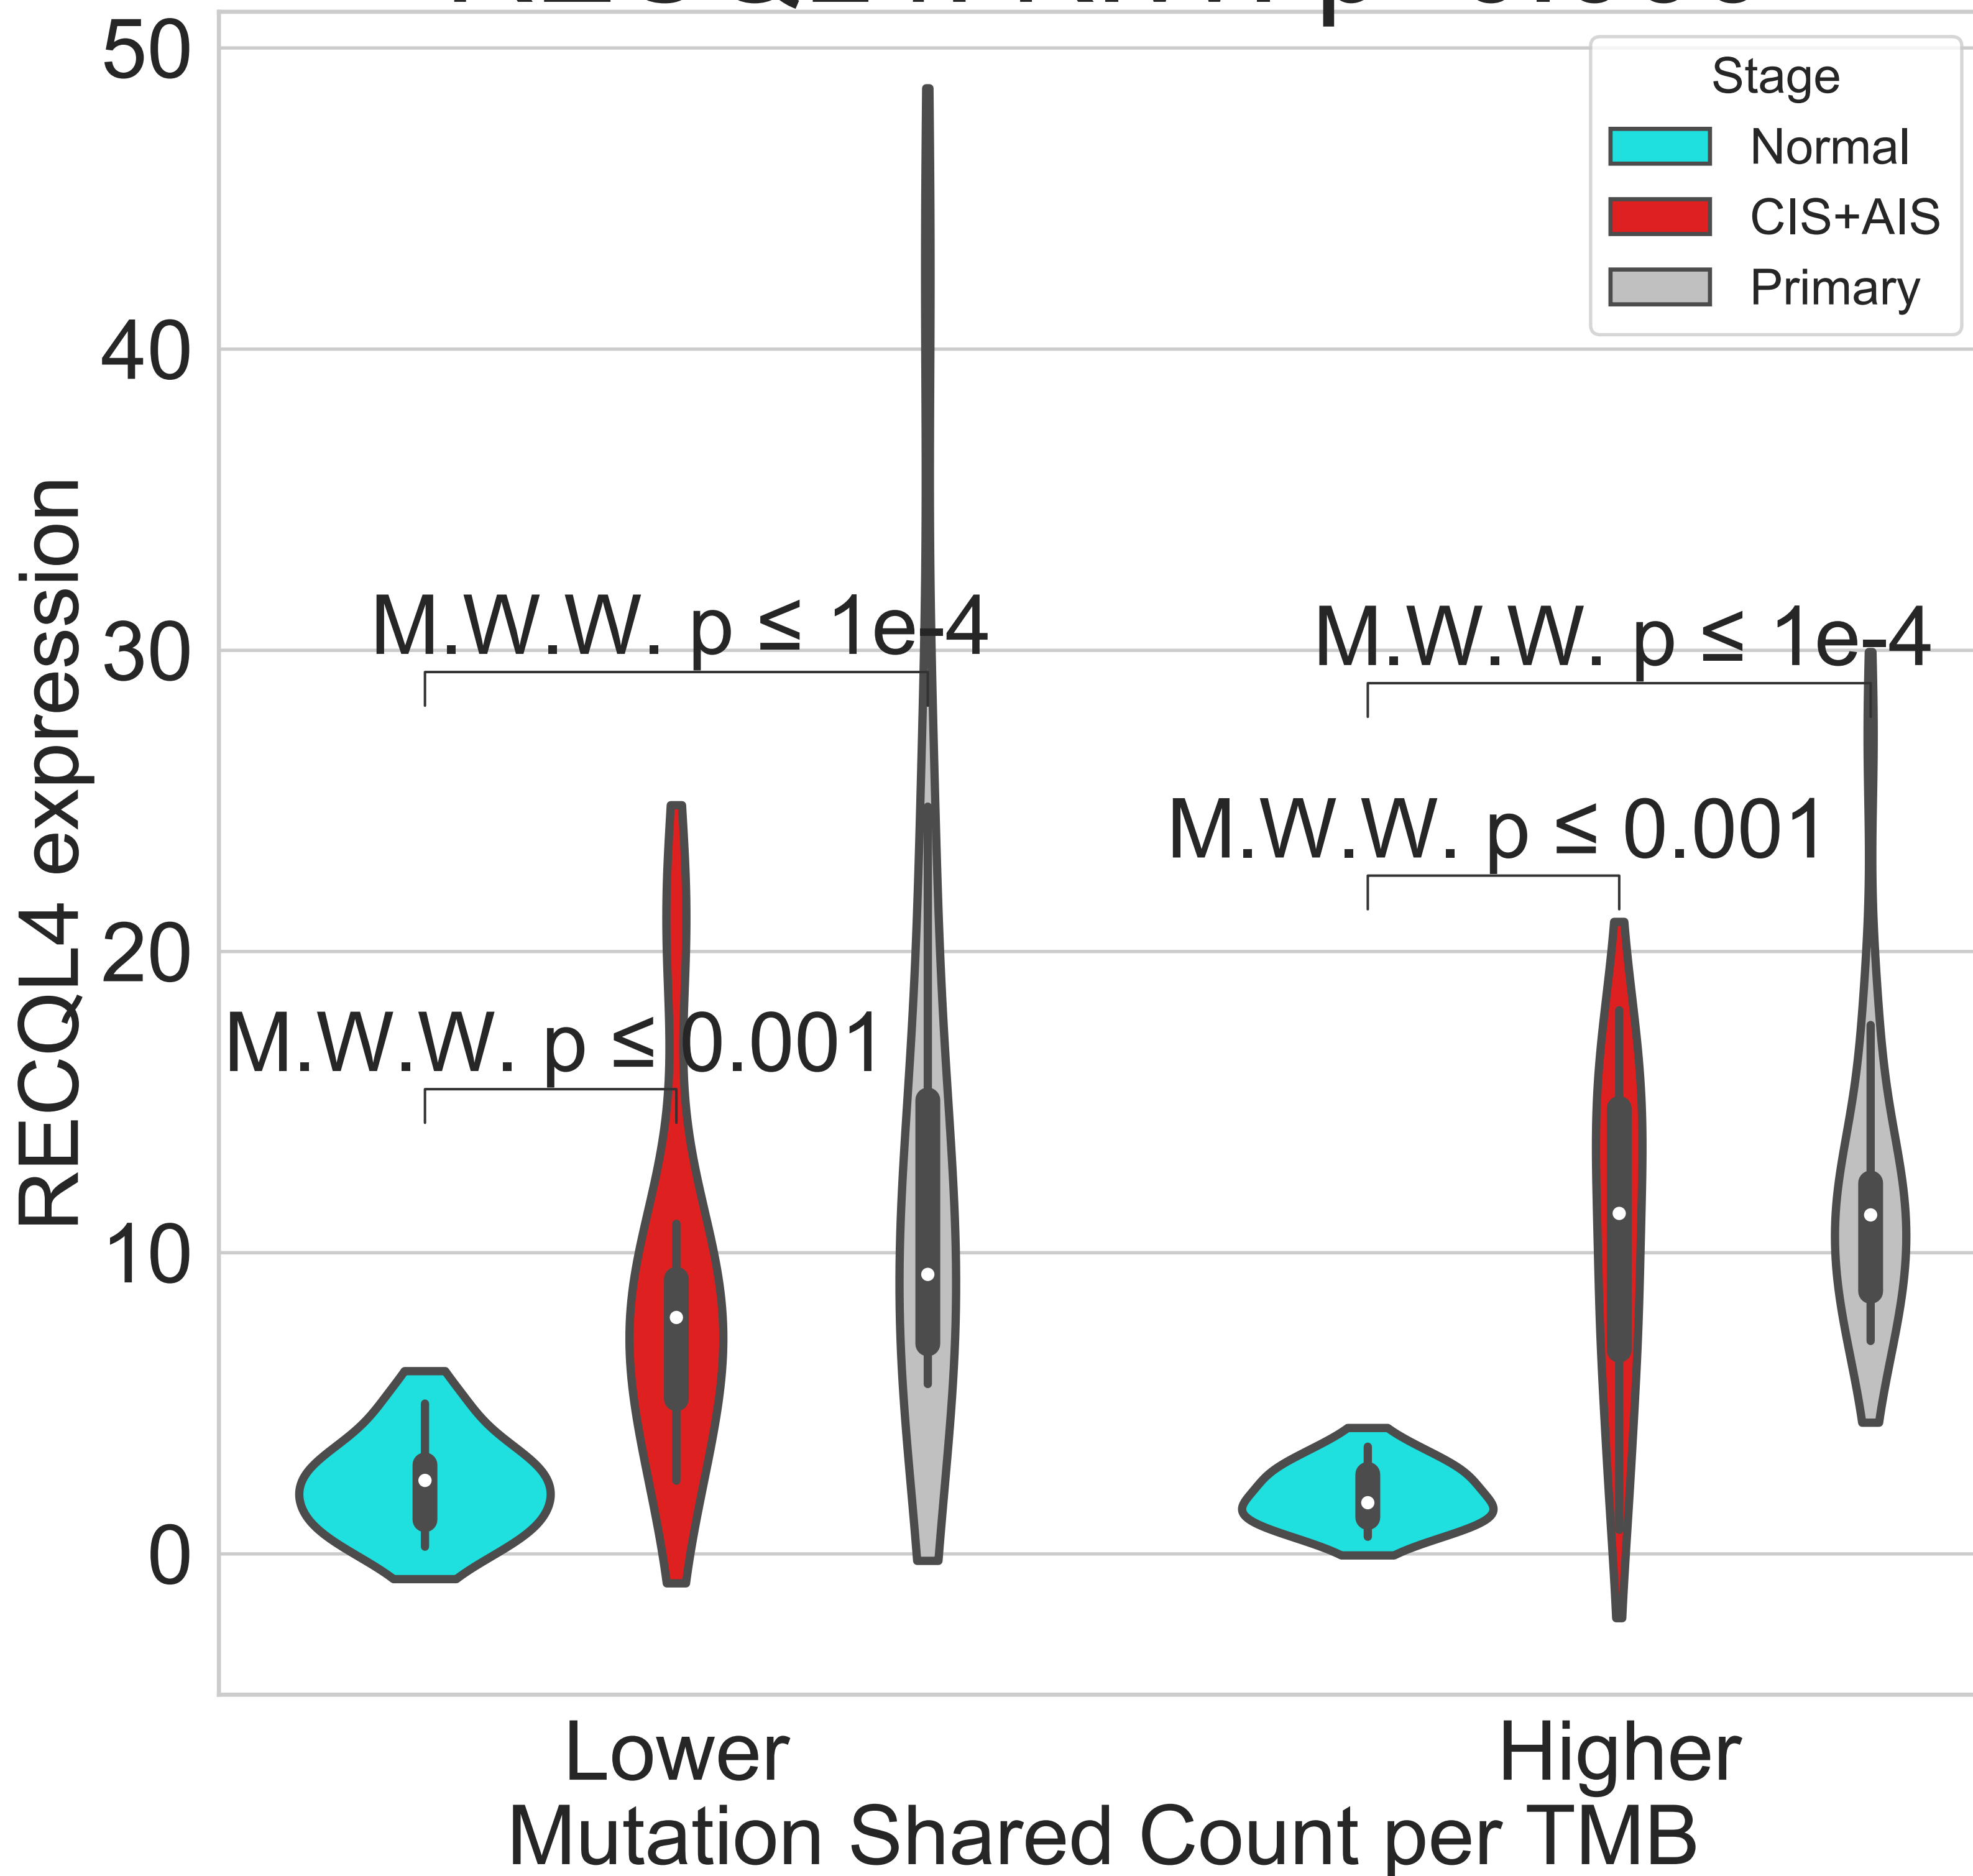 50
40
30
20
10
0
RECQL4 expression
Stage
Normal
CIS+AIS
Primary
M.W.W. p ≤ 1e-4
M.W.W. p ≤ 1e-4
M.W.W. p ≤ 0.001
M.W.W. p ≤ 0.001
Lower
Higher
Mutation Shared Count per TMB